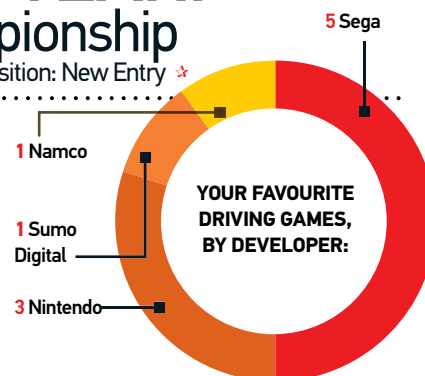 pionship
sition: New Entry
5 Sega
1 Namco
YOUR FAVOURITE
DRIVING GAMES,
BY DEVELOPER:
1 Sumo
Digital
3 Nintendo